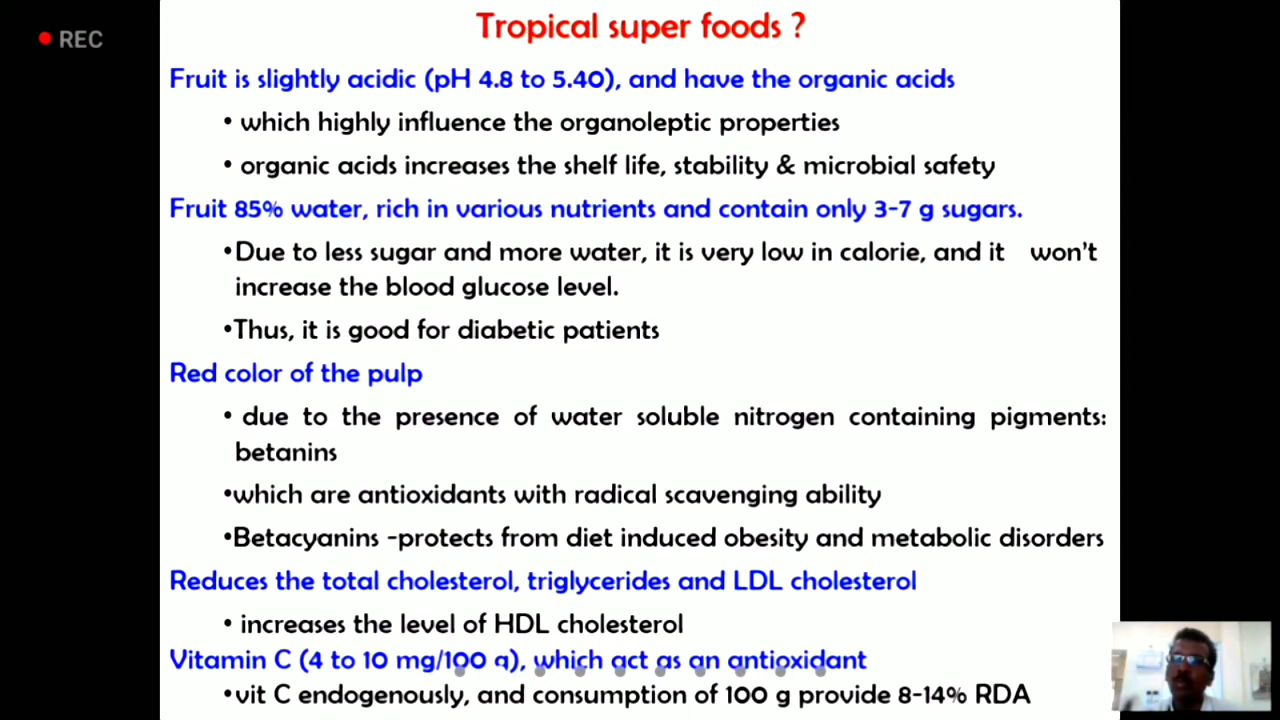 REC
Tropical super foods ?
Fruit is slightly acidic (pH 4.8 to 5.40), and have the organic acids
• which highly influence the organoleptic properties
• organic acids increases the shelf life, stability & microbial safety
Fruit 85% water, rich in various nutrients and contain only 3-7 g sugars.
•Due to less sugar and more water, it is very low in calorie, and it won't
increase the blood glucose level.
•Thus, it is good for diabetic patients
Red color of the pulp
• due to the presence of water soluble nitrogen containing pigments:
betanins
•which are antioxidants with radical scavenging ability
•Betacyanins -protects from diet induced obesity and metabolic disorders
Reduces the total cholesterol, triglycerides and LDL cholesterol
• increases the level of HDL cholesterol
Vitamin C (4 to 10 mg/100 g), which act as an antioxidant
•vit C endogenously, and consumption of 100 g provide 8-14% RDA